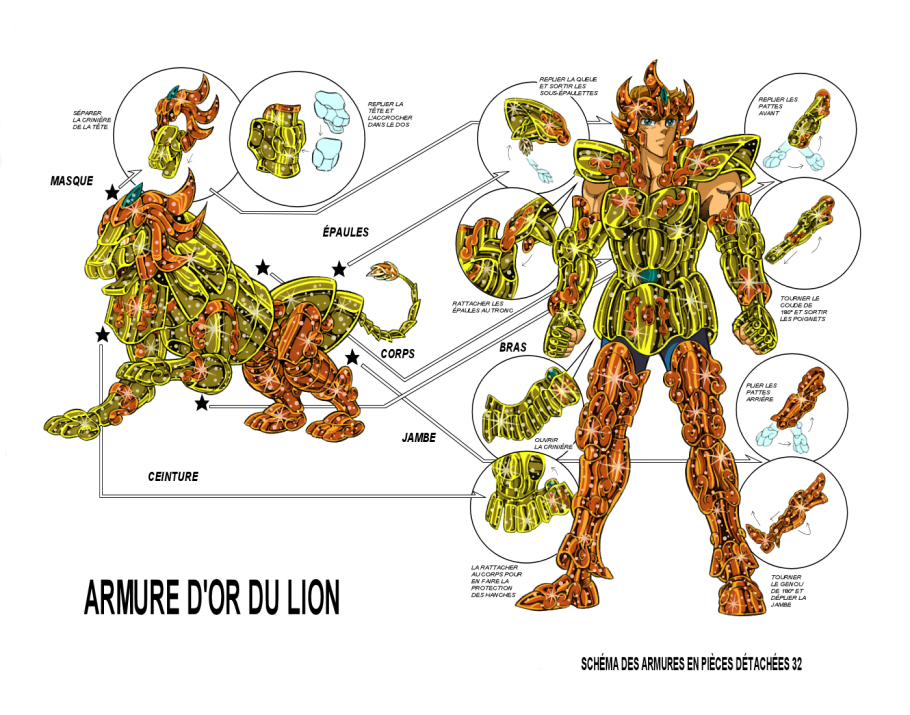 SÉPARER
LA CRINIÈRE
DE LA TÊTE
REPLIER LA
TÊTE ET
L'ACCROCHER
DANS LE DOS
REPLIER LA QUEUE
ET SORTIR LES
SOUS-ÉPAULETTES
REPLIER LES
PATTES
AVANT
MASQUE
ÉPAULES
RATTACHER LES
ÉPAULES AU TRONC
TOURNER LE
COUDE DE
180° ET SORTIR
LES POIGNETS
CORPS
BRAS
PLIER LES
PATTES
ARRIÈRE
JAMBE
OUVRIR
LA CRINIÈRE
CEINTURE
LA RATTACHER
AU CORPS POUR
EN FAIRE LA
PROTECTION
DES HANCHES
TOURNER
LE GENOU
DE 180° ET
DÉPLIER LA
JAMBE
ARMURE D'OR DU LION
SCHÉMA DES ARMURES EN PIÈCES DÉTACHÉES 32